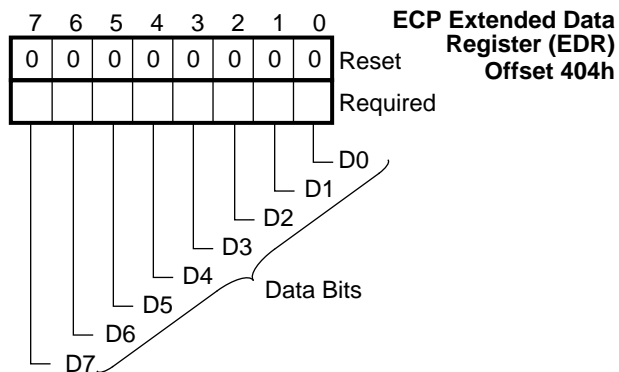 7 6 5 4 3 2 1 0
ECP Extended Data
Register (EDR)
Offset 404h
0 0 0 0 0 0 0 0 Reset
Required
D0
D1
D2
D3
D4
Data Bits
D5
D6
D7